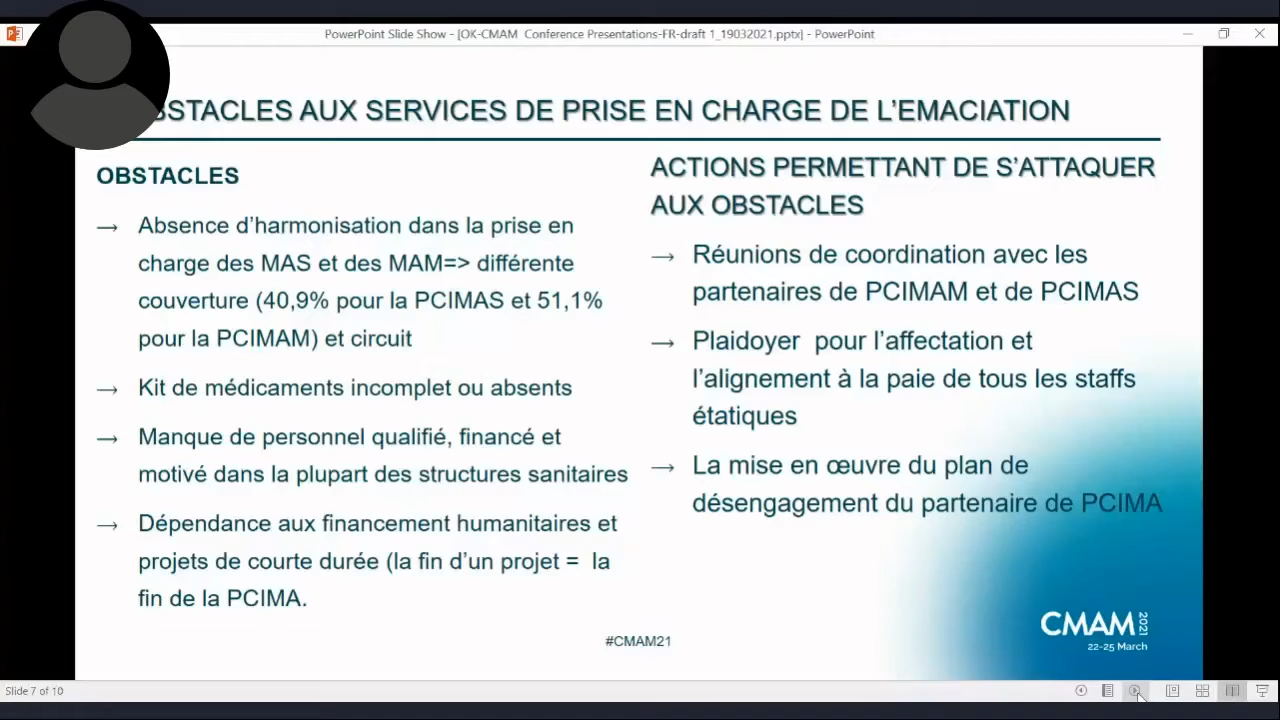 PowerPoint Slide Show - [OK-CMAM  Conference Presentations-FR-draft 1_19032021.pptx] - PowerPoint
BSTACLES AUX SERVICES DE PRISE EN CHARGE DE L’EMACIATION
OBSTACLES
→ Absence d’harmonisation dans la prise en
charge des MAS et des MAM=> différente
couverture (40,9% pour la PCIMAS et 51,1%
pour la PCIMAM) et circuit
→ Kit de médicaments incomplet ou absents
→ Manque de personnel qualifié, financé et
motivé dans la plupart des structures sanitaires
→ Dépendance aux financement humanitaires et
projets de courte durée (la fin d’un projet =  la
fin de la PCIMA.
ACTIONS PERMETTANT DE S’ATTAQUER
AUX OBSTACLES
→ Réunions de coordination avec les
partenaires de PCIMAM et de PCIMAS
→ Plaidoyer  pour l’affectation et
l’alignement à la paie de tous les staffs
étatiques
→ La mise en œuvre du plan de
désengagement du partenaire de PCIMA
#CMAM21
CMAM 2021
22-25 March
Slide 7 of 10